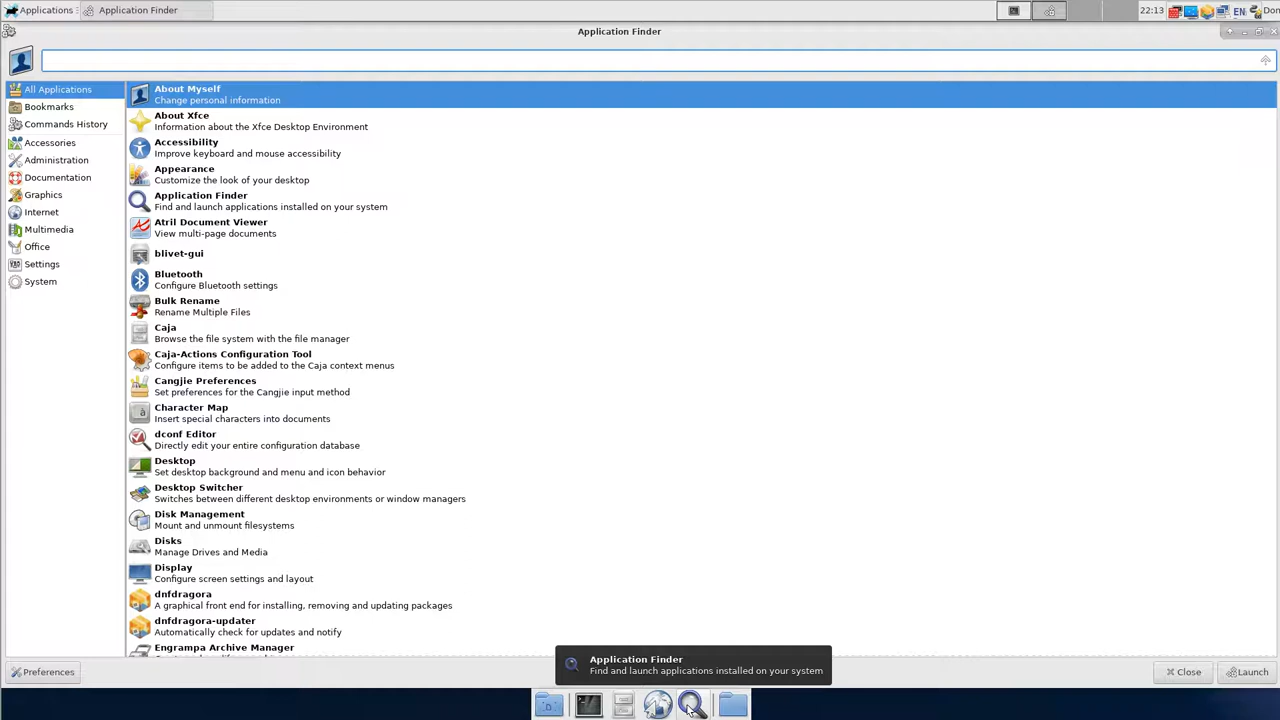 Applications
Application Finder
22:13
EN
Don
Application Finder
All Applications
Bookmarks
Commands History
Accessories
Administration
Documentation
Graphics
Internet
Multimedia
Office
Settings
System
About Myself
Change personal information
About Xfce
Information about the Xfce Desktop Environment
Accessibility
Improve keyboard and mouse accessibility
Appearance
Customize the look of your desktop
Application Finder
Find and launch applications installed on your system
Atril Document Viewer
View multi-page documents
blivet-gui
Bluetooth
Configure Bluetooth settings
Bulk Rename
Rename Multiple Files
Caja
Browse the file system with the file manager
Caja-Actions Configuration Tool
Configure items to be added to the Caja context menus
Cangjie Preferences
Set preferences for the Cangjie input method
Character Map
Insert special characters into documents
dconf Editor
Directly edit your entire configuration database
Desktop
Set desktop background and menu and icon behavior
Desktop Switcher
Switches between different desktop environments or window managers
Disk Management
Mount and unmount filesystems
Disks
Manage Drives and Media
Display
Configure screen settings and layout
dnfdragora
A graphical front end for installing, removing and updating packages
dnfdragora-updater
Automatically check for updates and notify
Engrampa Archive Manager
Application Finder
Find and launch applications installed on your system
Preferences
Close
Launch